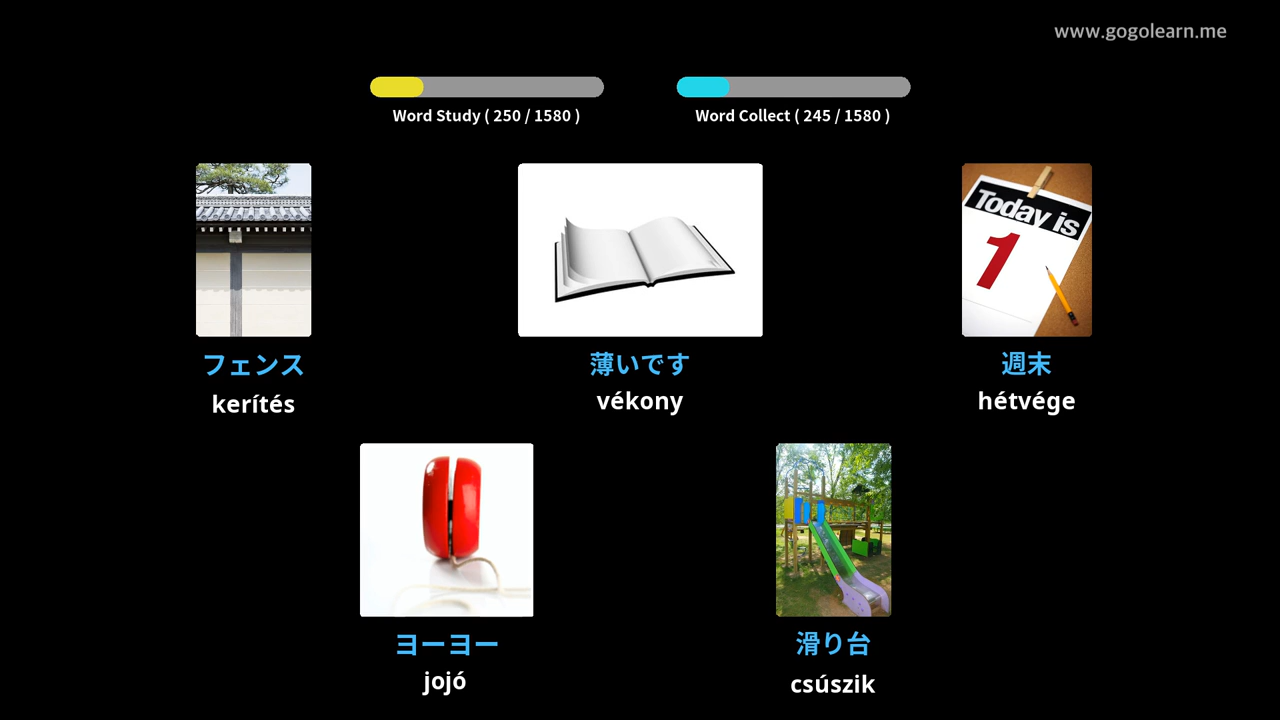 www.gogolearn.me
Word Study ( 250 / 1580 )
Word Collect ( 245 / 1580 )
Today is
1
フェンス
kerítés
薄いです
vékony
週末
hétvége
ヨーヨー
jojó
滑り台
csúszik